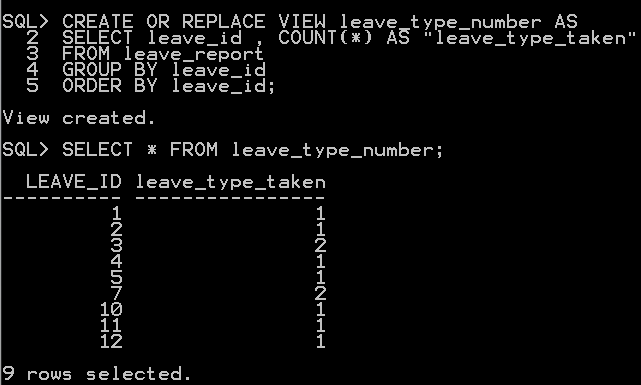 SQL> CREATE OR REPLACE VIEW leave_type_number AS
2 SELECT leave_id , COUNT(*) AS "leave_type_taken"
3 FROM leave_report
4 GROUP BY leave_id
5 ORDER BY leave_id;
View created.
SQL> SELECT * FROM leave_type_number;
LEAVE_ID leave_type_taken
---------- ----------------
1 1
2 1
3 2
4 1
5 1
7 2
10 1
11 1
12 1
9 rows selected.